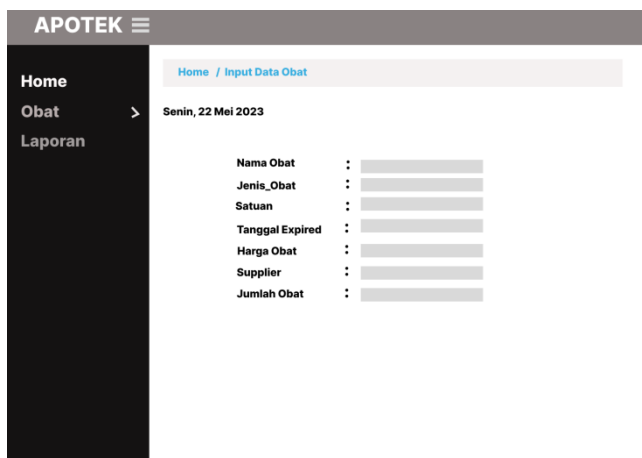 APOTEK
Home
Obat >
Laporan
Home / Input Data Obat
Senin, 22 Mei 2023
Nama Obat :
Jenis_Obat :
Satuan :
Tanggal Expired :
Harga Obat :
Supplier :
Jumlah Obat :